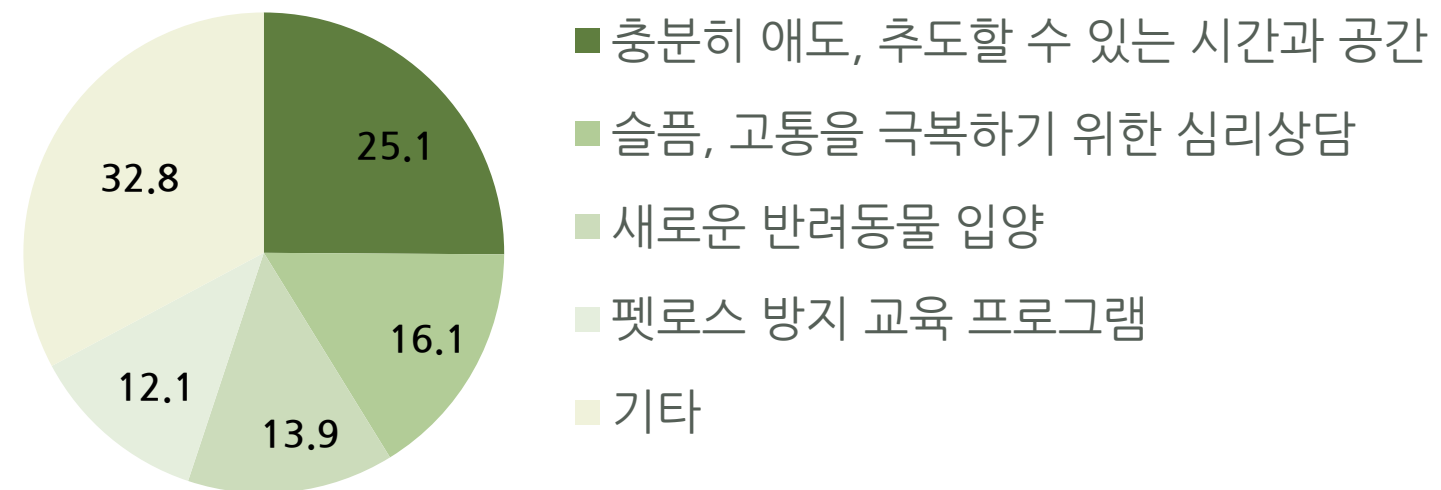 충분히 애도, 추도할 수 있는 시간과 공간
25.1
슬픔, 고통을 극복하기 위한 심리상담
32.8
새로운 반려동물 입양
펫로스 방지 교육 프로그램
16.1
12.1
기타
13.9